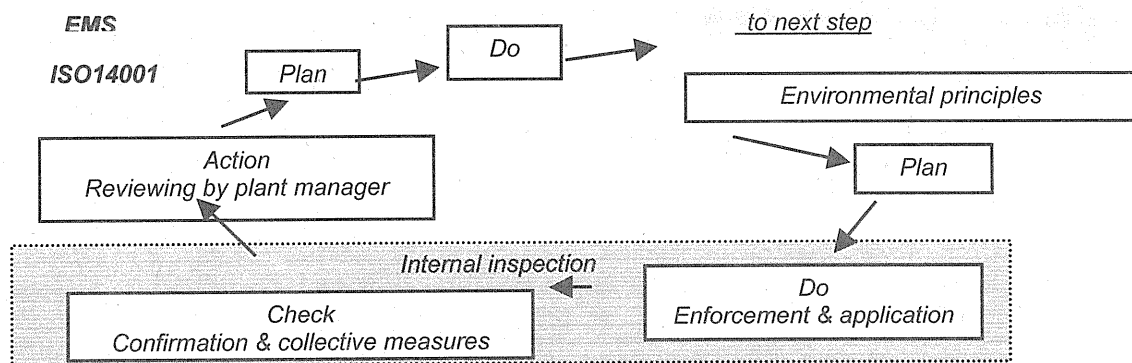 EMS
to next step
Do
ISO14001
Plan
Environmental principles
Action
Reviewing by plant manager
Plan
Internal inspection
Do
Enforcement & application
Check
Confirmation & collective measures